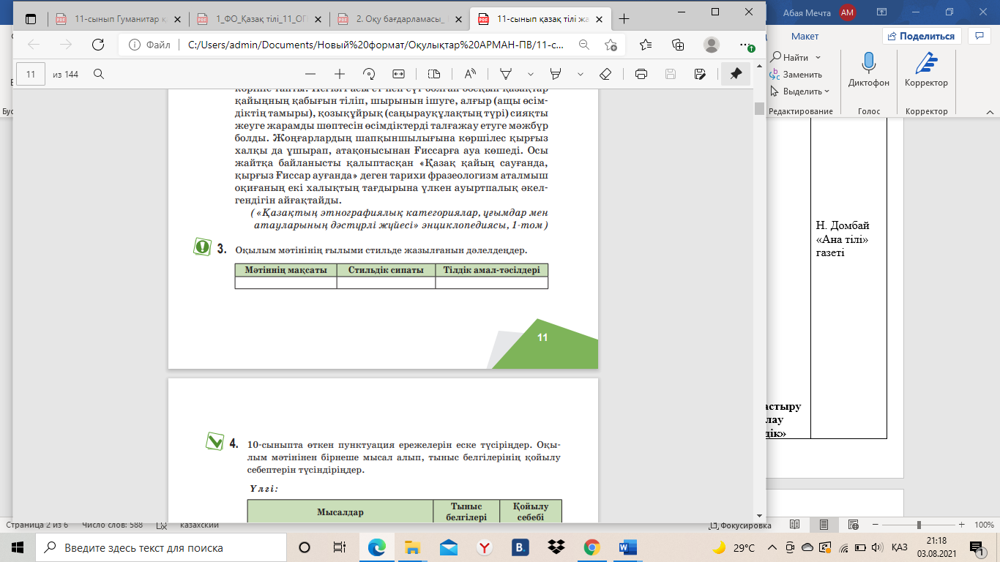 11-сынып Гуманитар қ
1_ФО_Қазақ тілі_11_ОГ
2. Оқу бағдарламасы_
11-сынып қазақ тілі жа
Абая Мечта
AM
Файл
C:/Users/admin/Documents/Новый%20формат/Оқулықтар%20АРМАН-ПВ/11-с...
Макет
Поделиться
11
из 144
Найти
Заменить
Выделить
Редактирование
Диктофон
Голос
Корректор
Корректор
қайыңның қабығын тіліп, шырынын ішуге, алғыр (ащы өсім-
діктің тамыры), қозықұйрық (саңырауқұлақтың түрі) сияқты
жеуге жарамды шөптесін өсімдіктерді талғажау етуге мәжбүр
болды. Жоңғарлардың шапқыншылығына көршілес қырғыз
халқы да ұшырап, атақонысынан Ғиссарға ауа көшеді. Осы
жайтқа байланысты қалыптасқан «Қазақ қайың сауғанда,
қырғыз Ғиссар ауғанда» деген тарихи фразеологизм аталмыш
оқиғаның екі халықтың тағдырына үлкен ауыртпалық әкел-
гендігін айғақтайды.
(«Қазақтың этнографиялық категориялар, ұғымдар мен
атауларының дәстүрлі жүйесі» энциклопедиясы, 1-том)
3. Оқылым мәтінінің ғылыми стильде жазылғанын дәлелдеңдер.
Мәтіннің мақсаты Стильдік сипаты Тілдік амал-тәсілдері
11
4. 10-сыныпта өткен пунктуация ережелерін еске түсіріңдер. Оқы-
лым мәтінінен бірнеше мысал алып, тыныс белгілерінің қойылу
себептерін түсіндіріңдер.
Үлгі:
Мысалдар
Тыныс
белгілері
Қойылу
себебі
Н. Домбай
«Ана тілі»
газеті
астыру
лау
дік»
Страница 2 из 6 Число слов: 588 казахский
Фокусировка
100%
Введите здесь текст для поиска
29°C
ҚАЗ
21:18
03.08.2021
1